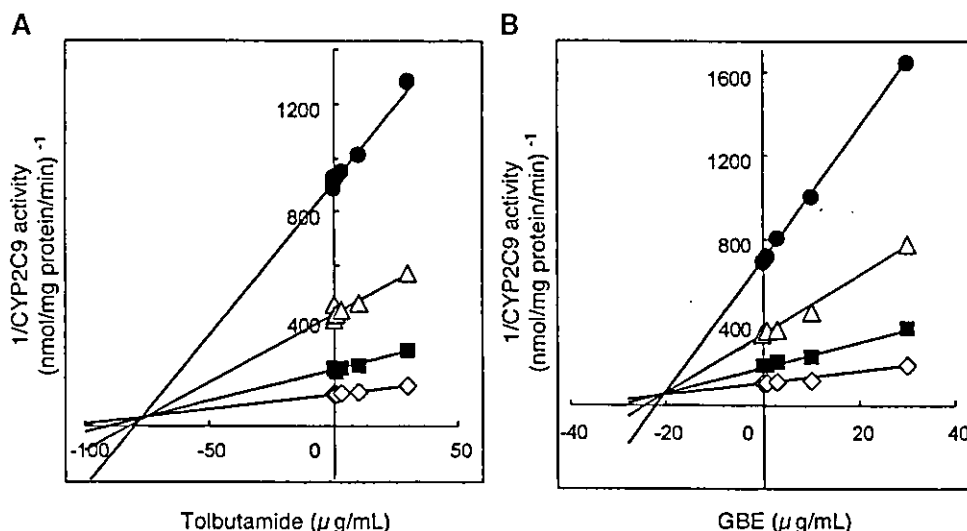 A
1/CYP2C9 activity
(nmol/mg protein/min) -1
1200
800
400
-100
-50
0
50
Tolbutamide (μg/mL)
B
1/CYP2C9 activity
(nmol/mg protein/min) -1
1600
1200
800
400
-40
-20
0
20
40
GBE (μg/mL)